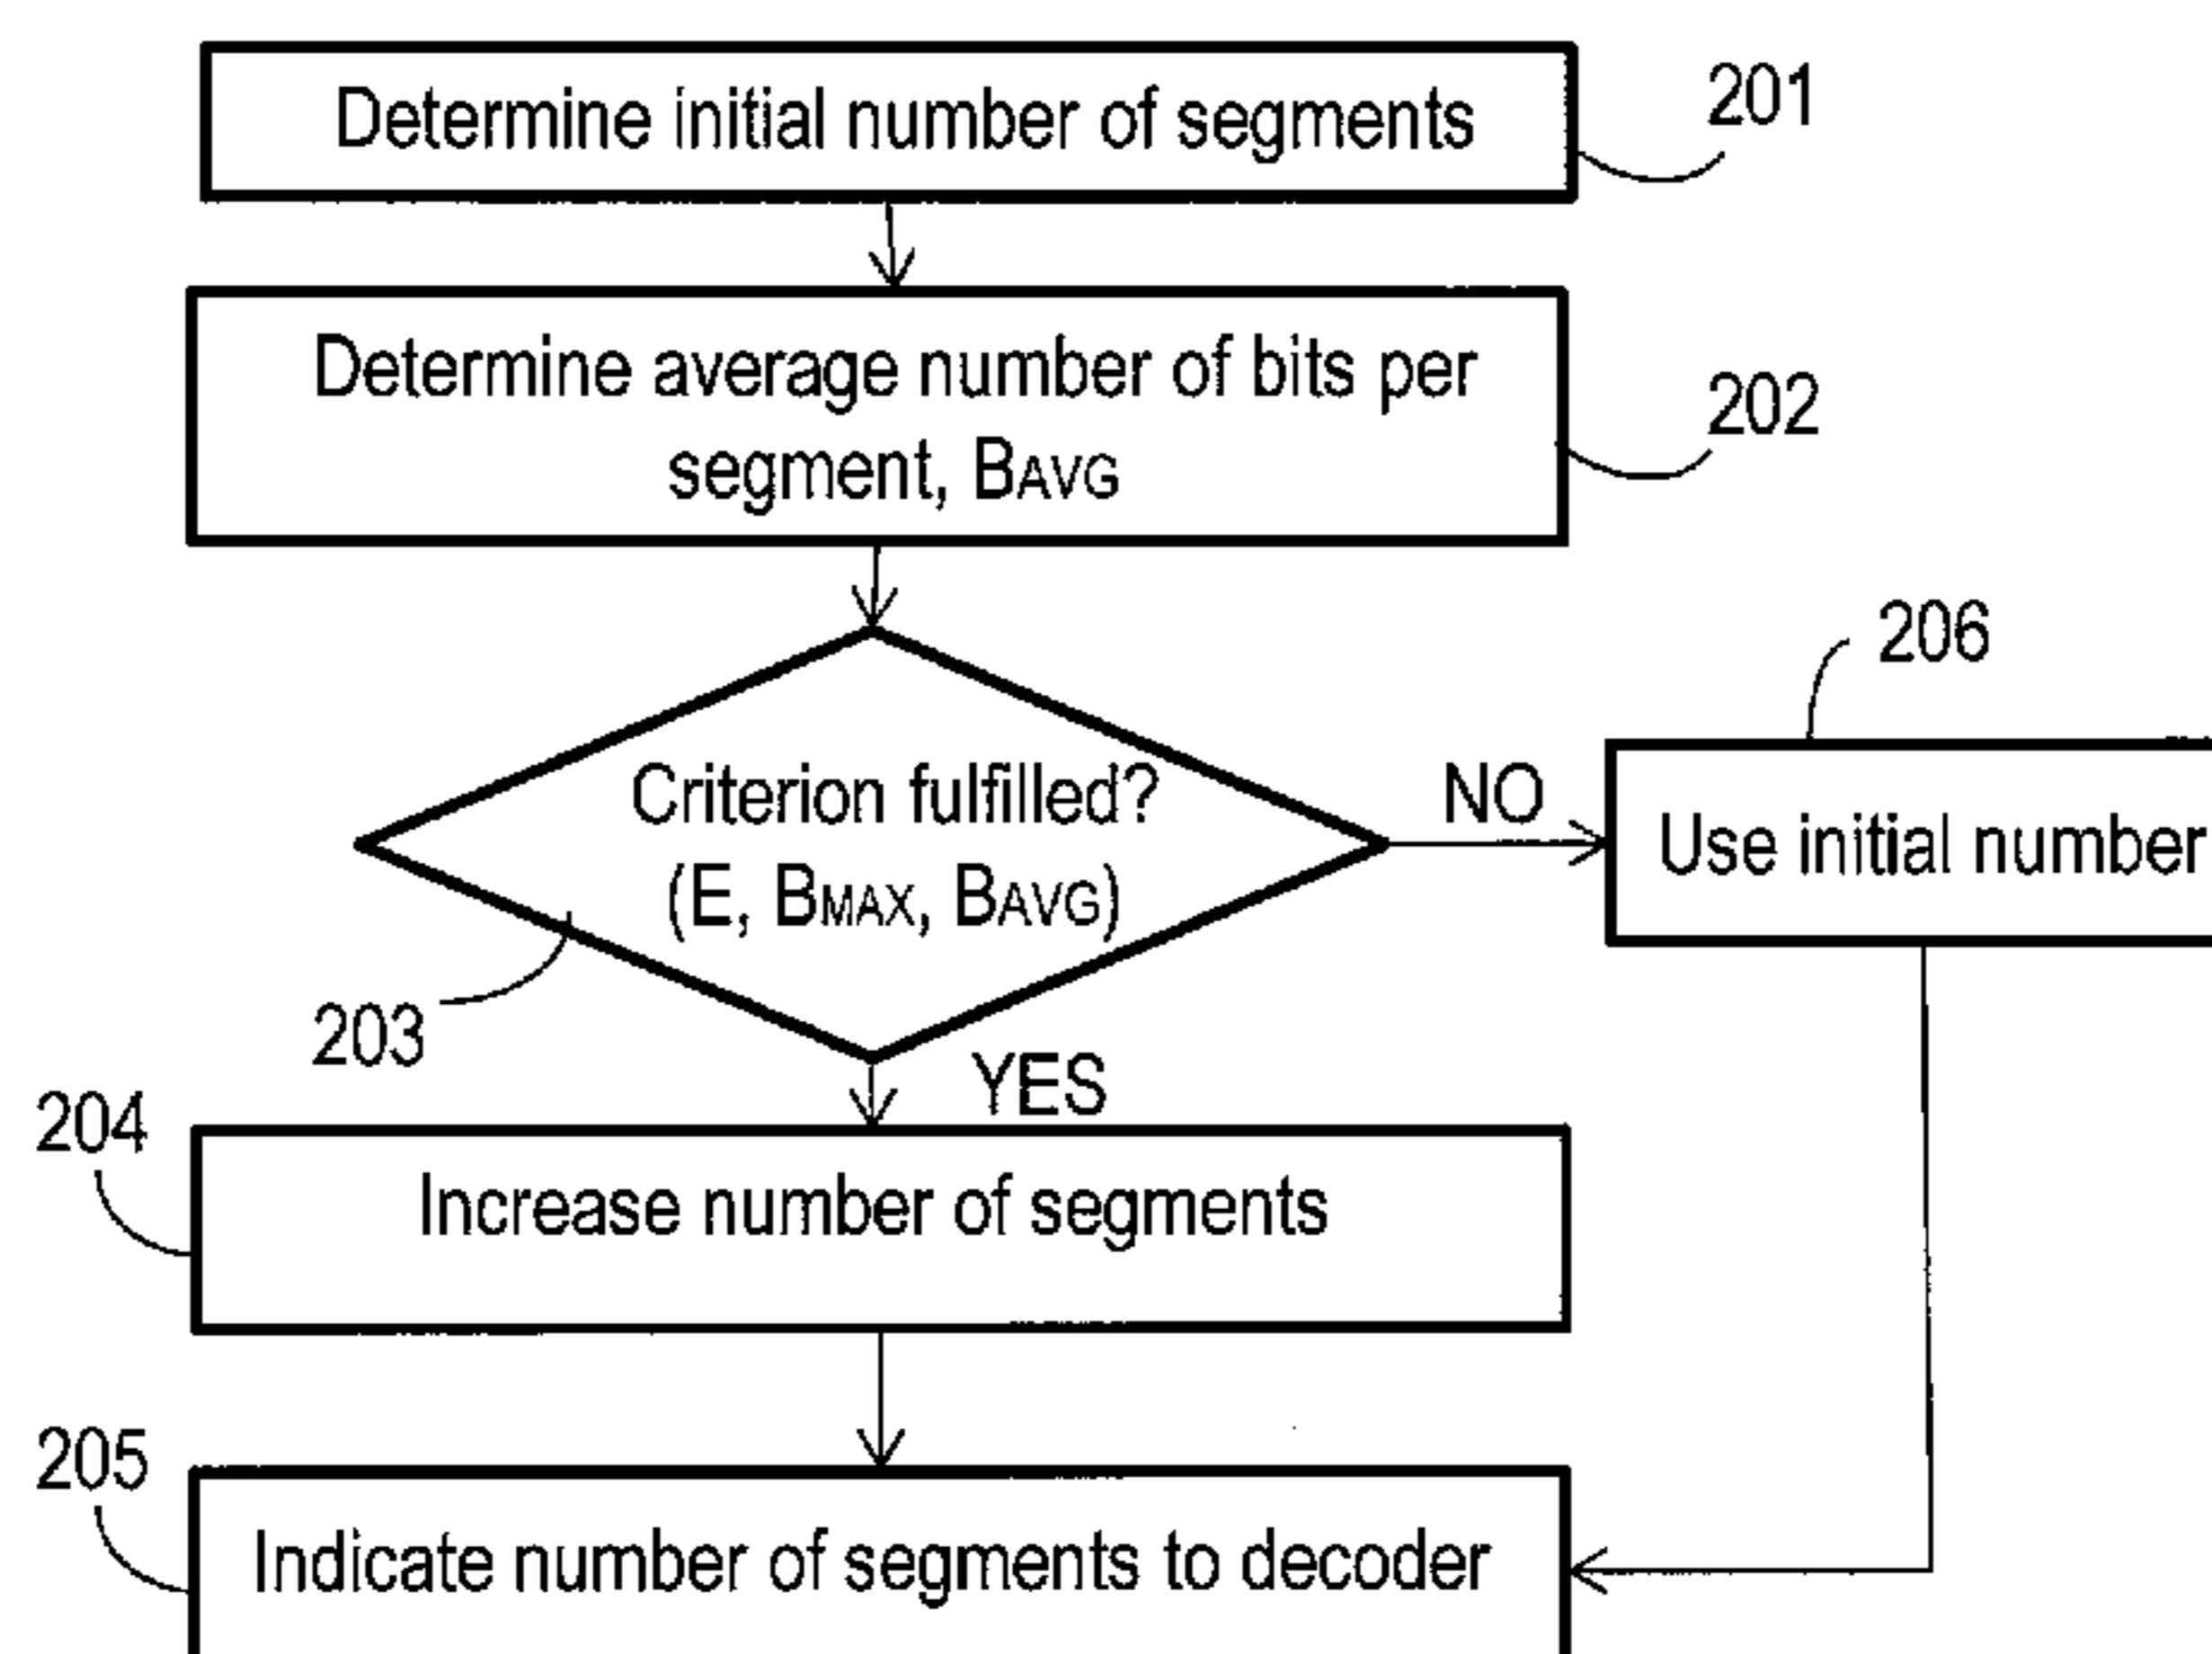 Determine initial number of segments
201
Determine average number of bits per
segment, BAVG
202
Criterion fulfilled?
(E, BMAX, BAVG)
203
NO
206
Use initial number
YES
204
Increase number of segments
205
Indicate number of segments to decoder